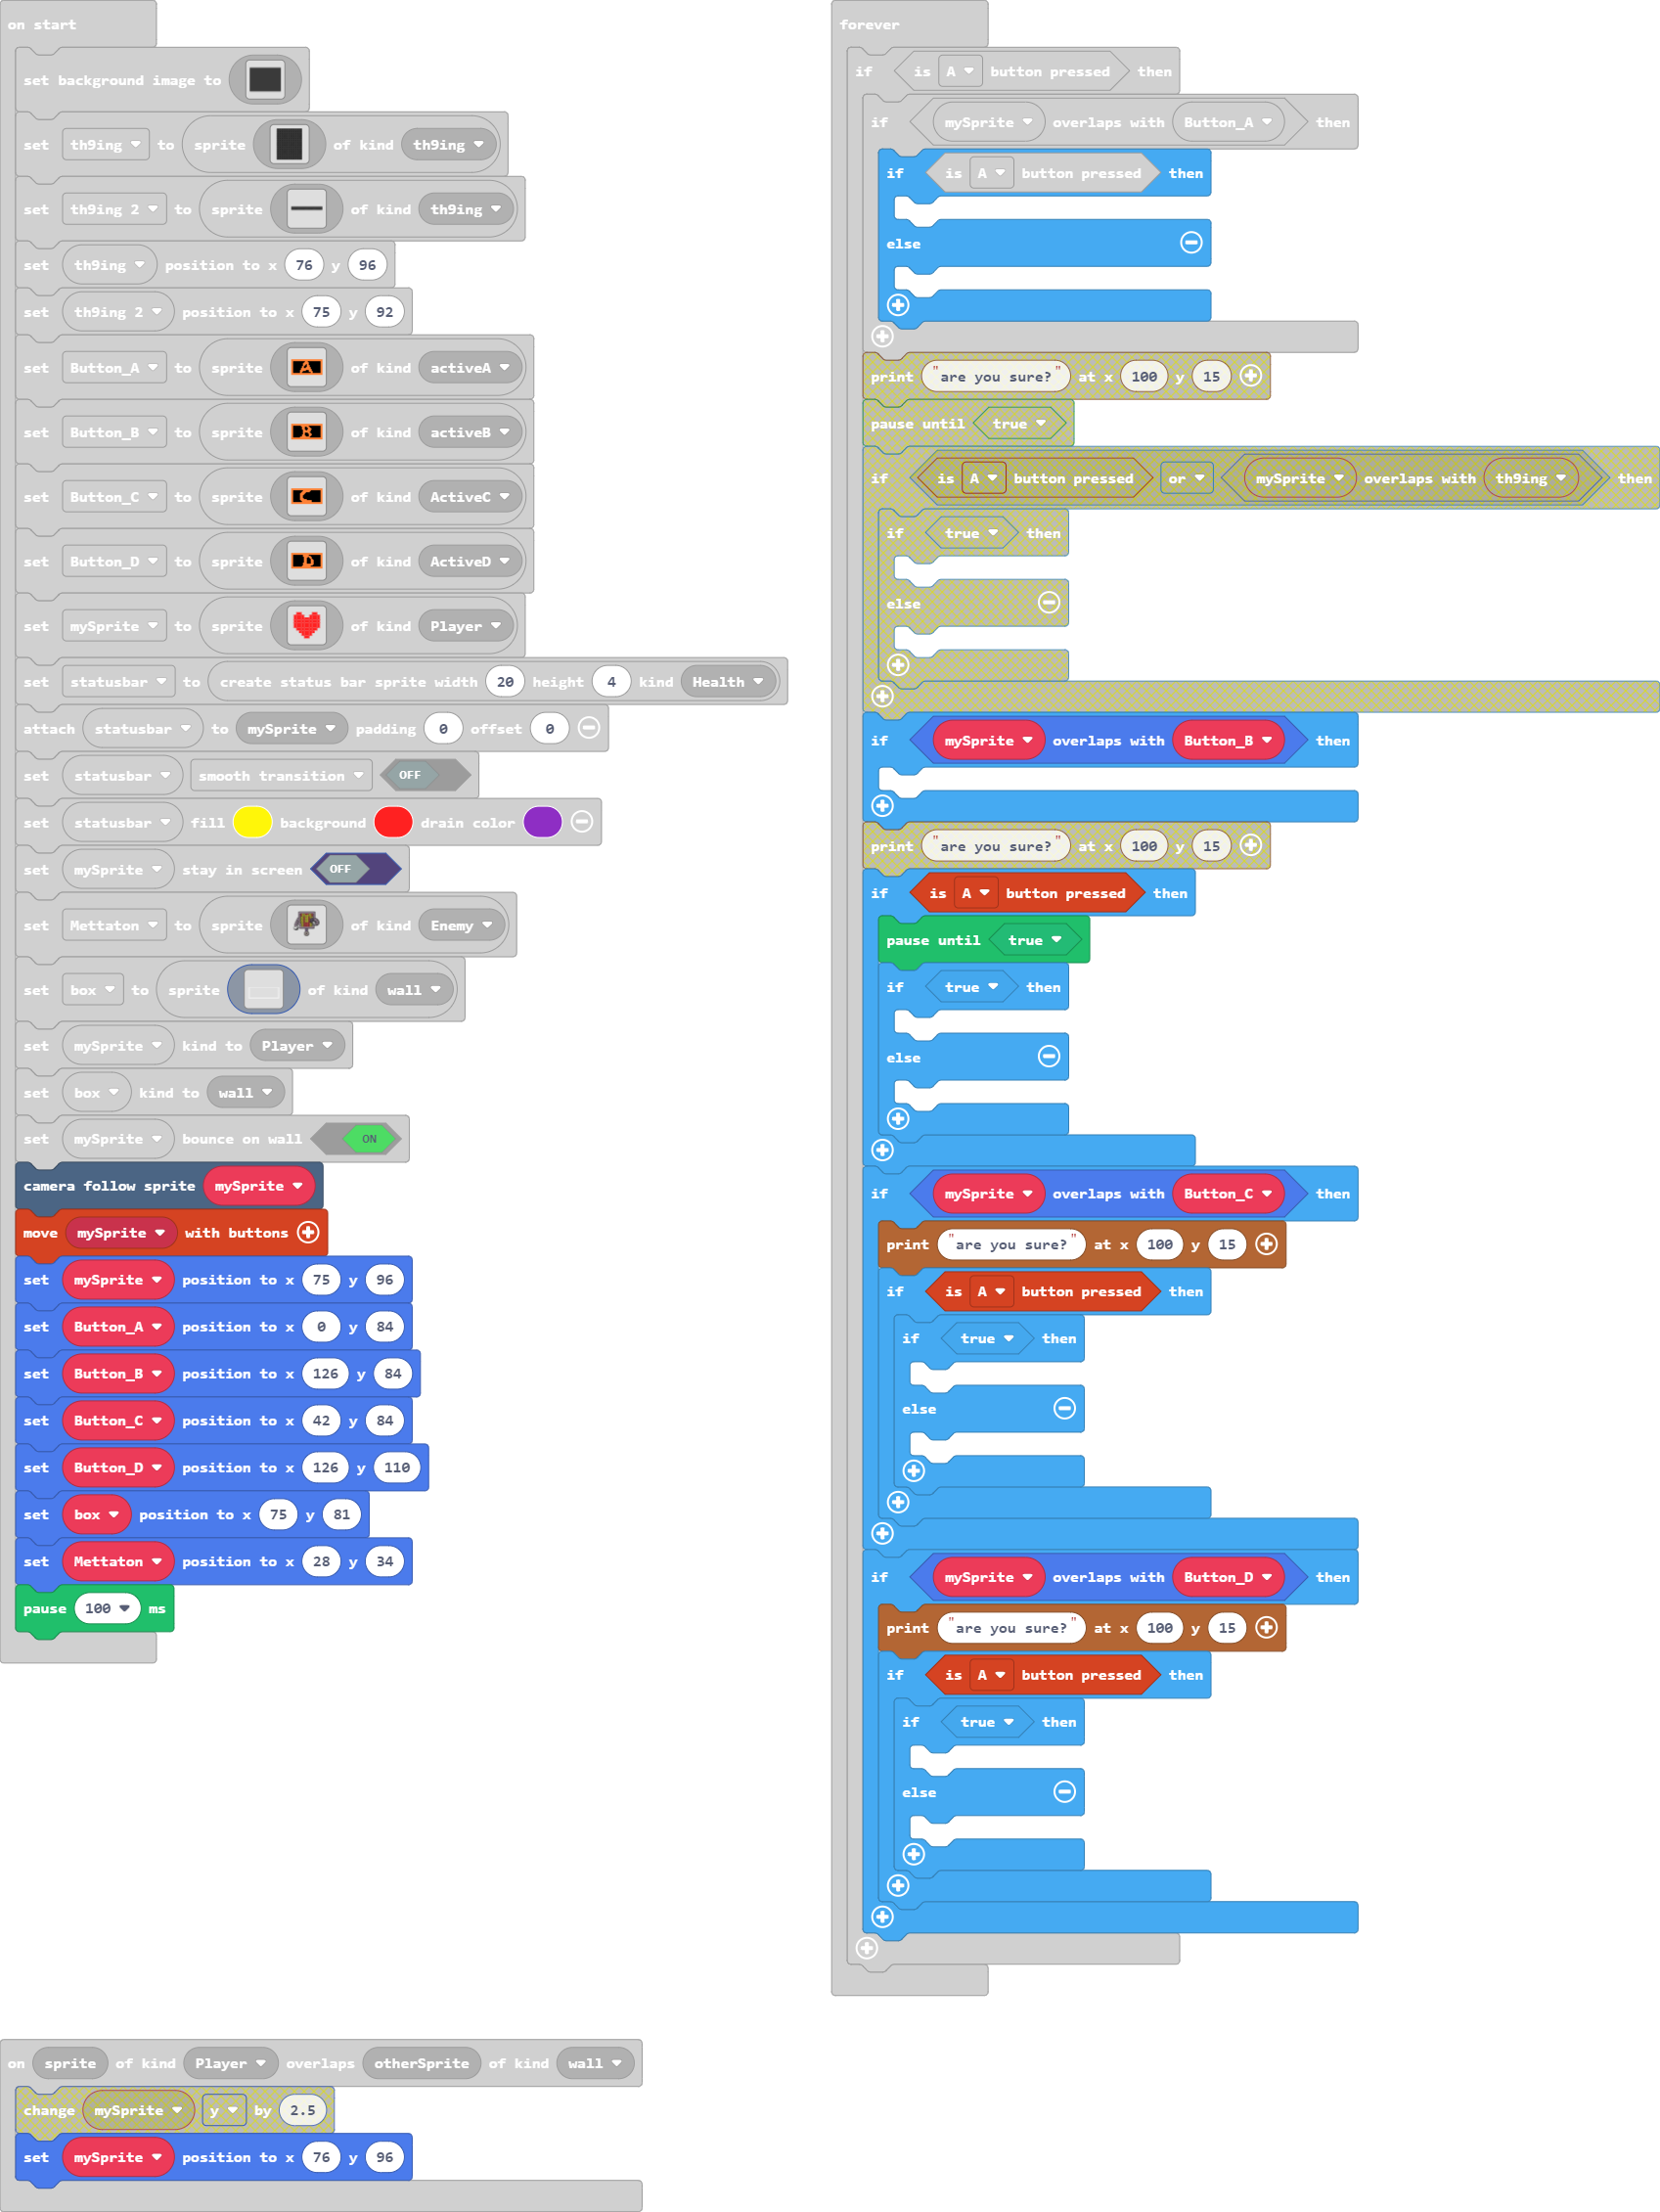 on start
set background image to
set th9ing to sprite of kind th9ing
set th9ing 2 to sprite of kind th9ing
set th9ing position to x 76 y 96
set th9ing 2 position to x 75 y 92
set Button_A to sprite A of kind activeA
set Button_B to sprite B of kind activeB
set Button_C to sprite C of kind ActiveC
set Button_D to sprite D of kind ActiveD
set mySprite to sprite of kind Player
set statusbar to create status bar sprite width 20 height 4 kind Health
attach statusbar to mySprite padding 0 offset 0
set statusbar smooth transition OFF
set statusbar fill background drain color
set mySprite stay in screen OFF
set Mettaton to sprite of kind Enemy
set box to sprite of kind wall
set mySprite kind to Player
set box kind to wall
set mySprite bounce on wall ON
camera follow sprite mySprite
move mySprite with buttons
set mySprite position to x 75 y 96
set Button_A position to x 0 y 84
set Button_B position to x 126 y 84
set Button_C position to x 42 y 84
set Button_D position to x 126 y 110
set box position to x 75 y 81
set Mettaton position to x 28 y 34
pause 100 ms
forever
if is A button pressed then
if mySprite overlaps with Button_A then
if is A button pressed then
else
print "are you sure?" at x 100 y 15
pause until true
if is A button pressed or mySprite overlaps with th9ing then
if true then
else
if mySprite overlaps with Button_B then
print "are you sure?" at x 100 y 15
if is A button pressed then
pause until true
if true then
else
if mySprite overlaps with Button_C then
print "are you sure?" at x 100 y 15
if is A button pressed then
if true then
else
if mySprite overlaps with Button_D then
print "are you sure?" at x 100 y 15
if is A button pressed then
if true then
else
on sprite of kind Player overlaps otherSprite of kind wall
change mySprite y by 2.5
set mySprite position to x 76 y 96